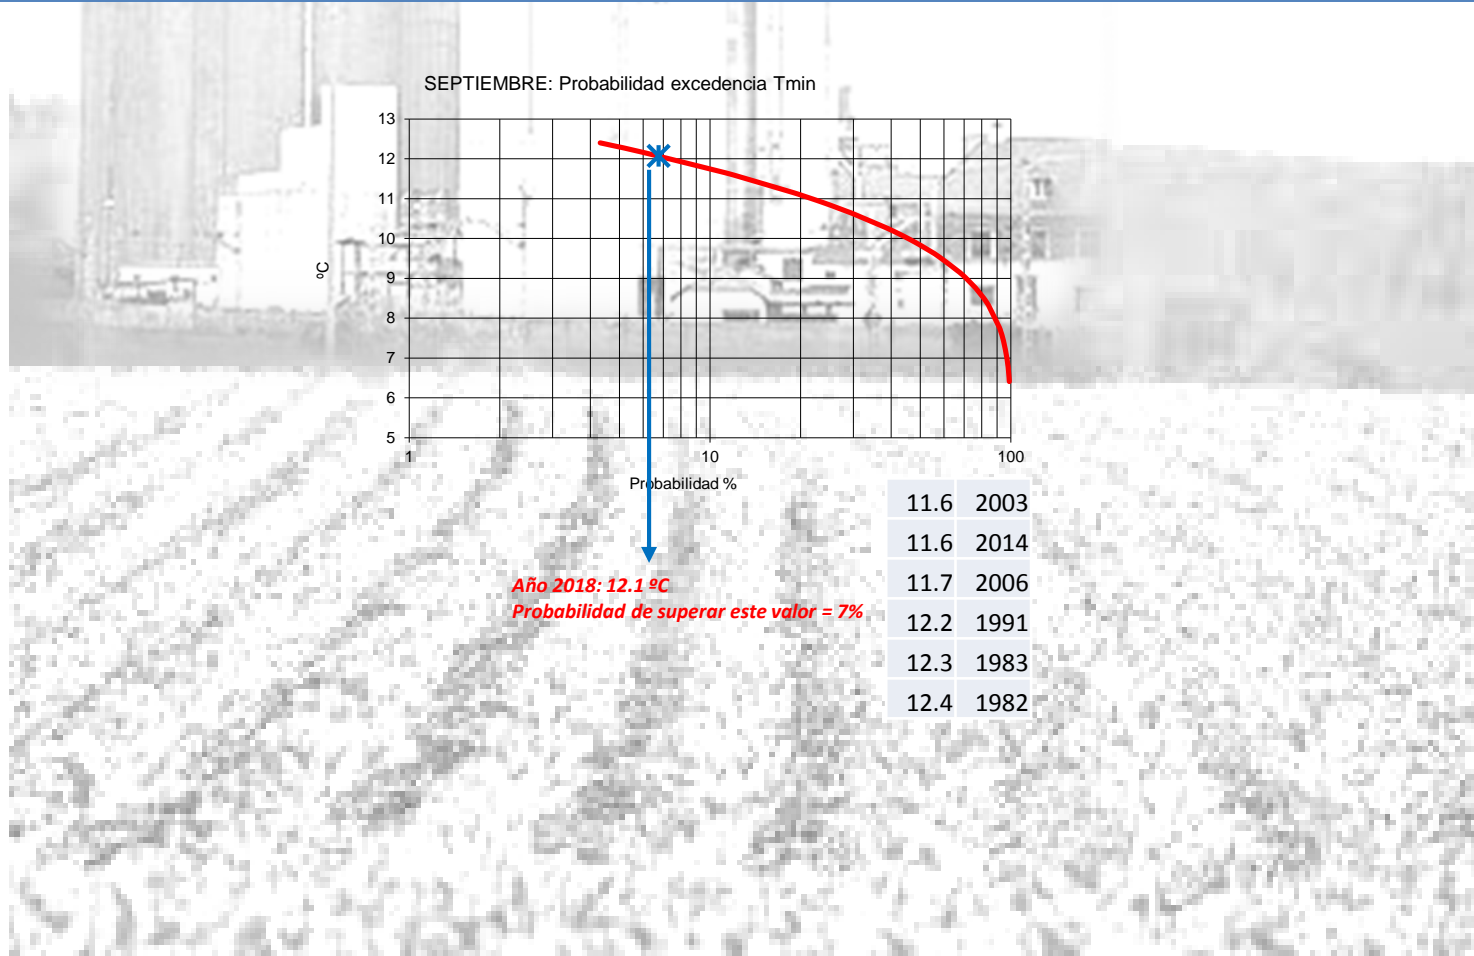 SEPTIEMBRE: Probabilidad excedencia Tmin
13
12
11
10
9
8
7
6
5
ºC
1 10 100
Probabilidad %
11.6 2003
11.6 2014
11.7 2006
12.2 1991
12.3 1983
12.4 1982
Año 2018: 12.1 ºC
Probabilidad de superar este valor = 7%